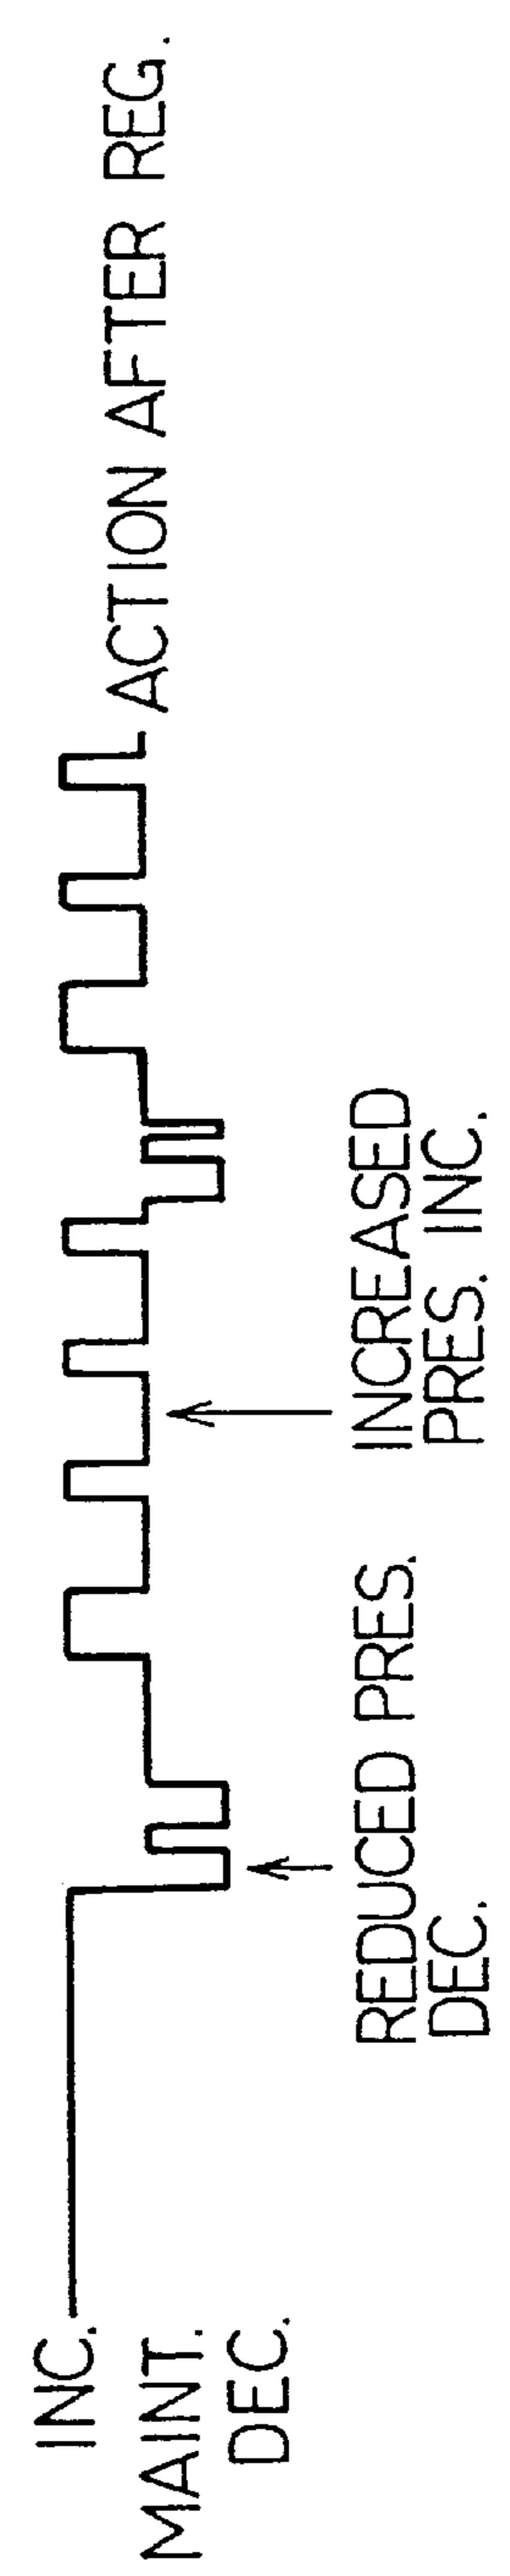 INC.
MAINT.
DEC.
ACTION AFTER REG.
REDUCED PRES.
DEC.
INCREASED
PRES. INC.